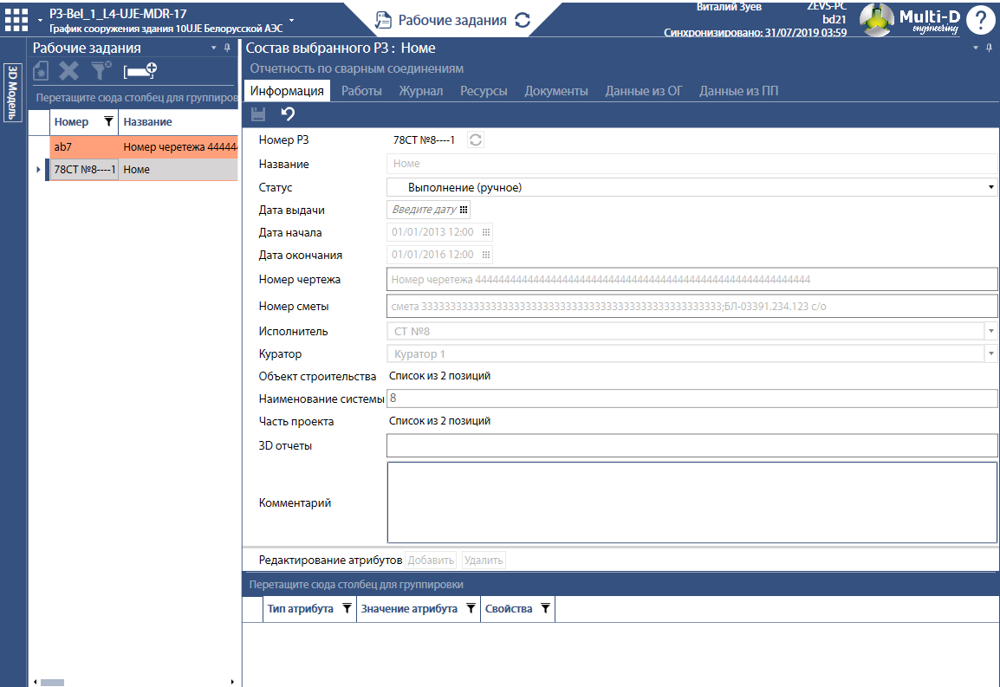 P3-Bel_1_L4-UJE-MDR-17
График сооружения здания 10UJE Белорусской АЭС
Рабочие задания
Виталий Зуев
ZEVS-PC
bd21
Синхронизировано: 31/07/2019 03:59
Multi-D
engineering
?
3D Модель
Рабочие задания
Перетащите сюда столбец для группиров
Номер
Название
ab7
Номер черетежа 44444
78СТ №8----1
Номе
Состав выбранного РЗ : Номе
Отчетность по сварным соединениям
Информация
Работы
Журнал
Ресурсы
Документы
Данные из ОГ
Данные из ПП
Номер РЗ
78СТ №8----1
Название
Номе
Статус
Выполнение (ручное)
Дата выдачи
Введите дату
Дата начала
01/01/2013 12:00
Дата окончания
01/01/2016 12:00
Номер чертежа
Номер черетежа 4444444444444444444444444444444444444444444444444444444444
Номер сметы
смета 3333333333333333333333333333333333333333333333333333;БЛ-03391.234.123 с/о
Исполнитель
СТ №8
Куратор
Куратор 1
Объект строительства
Список из 2 позиций
Наименование системы
8
Часть проекта
Список из 2 позиций
3D отчеты
Комментарий
Редактирование атрибутов
Добавить
Удалить
Перетащите сюда столбец для группировки
Тип атрибута
Значение атрибута
Свойства